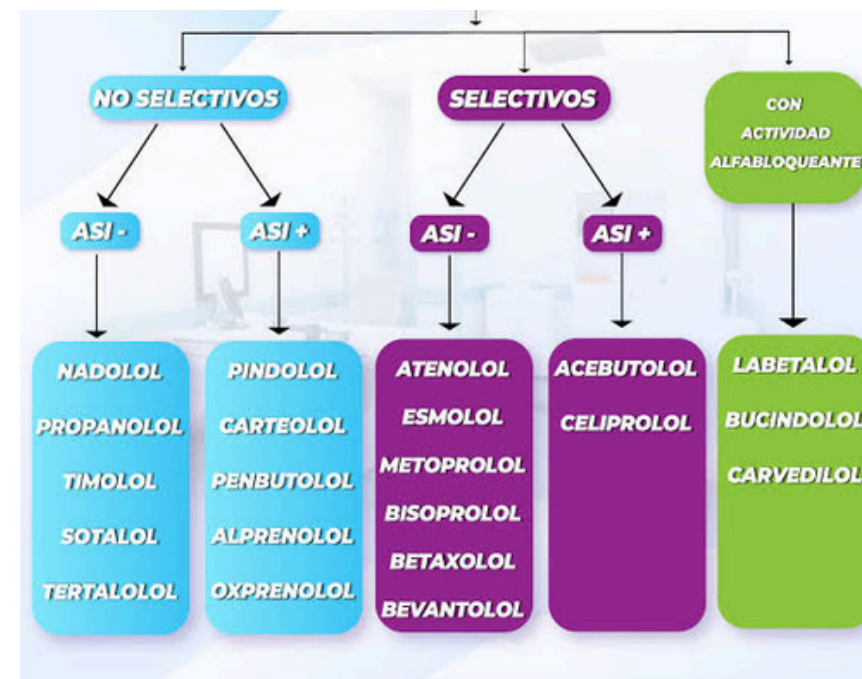 NO SELECTIVOS
SELECTIVOS
CON
ACTIVIDAD
ALFABLOQUEANTE
ASI -
ASI +
ASI -
ASI +
NADOLOL
PROPANOLOL
TIMOLOL
SOTALOL
TERTALOLOL
PINDOLOL
CARTEOLOL
PENBUTOLOL
ALPRENOLOL
OXPRENOLOL
ATENOLOL
ESMOLOL
METOPROLOL
BISOPROLOL
BETAXOLOL
BEVANTOLOL
ACEBUTOLOL
CELIPROLOL
LABETALOL
BUCINDOLOL
CARVEDILOL